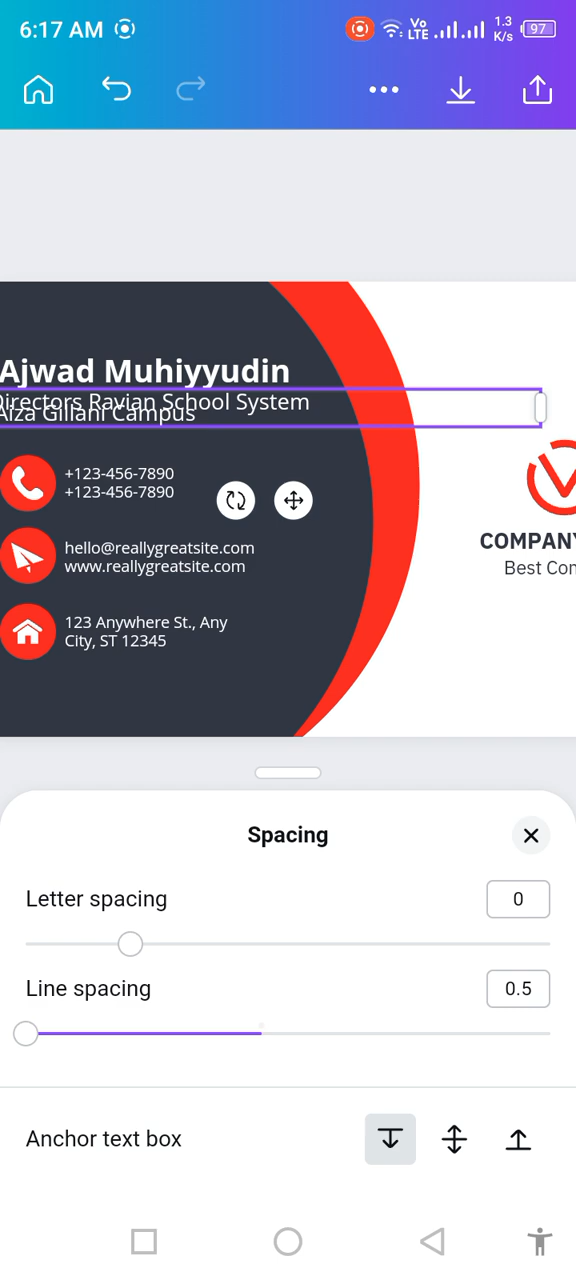 6:17 AM
Vo LTE
1.3 K/s
97
Ajwad Muhiyyudin
Directors Ravian School System
Aiza Gillani Campus
+123-456-7890
+123-456-7890
hello@reallygreatsite.com
www.reallygreatsite.com
123 Anywhere St., Any
City, ST 12345
COMPANY
Best Com
Spacing
Letter spacing
0
Line spacing
0.5
Anchor text box